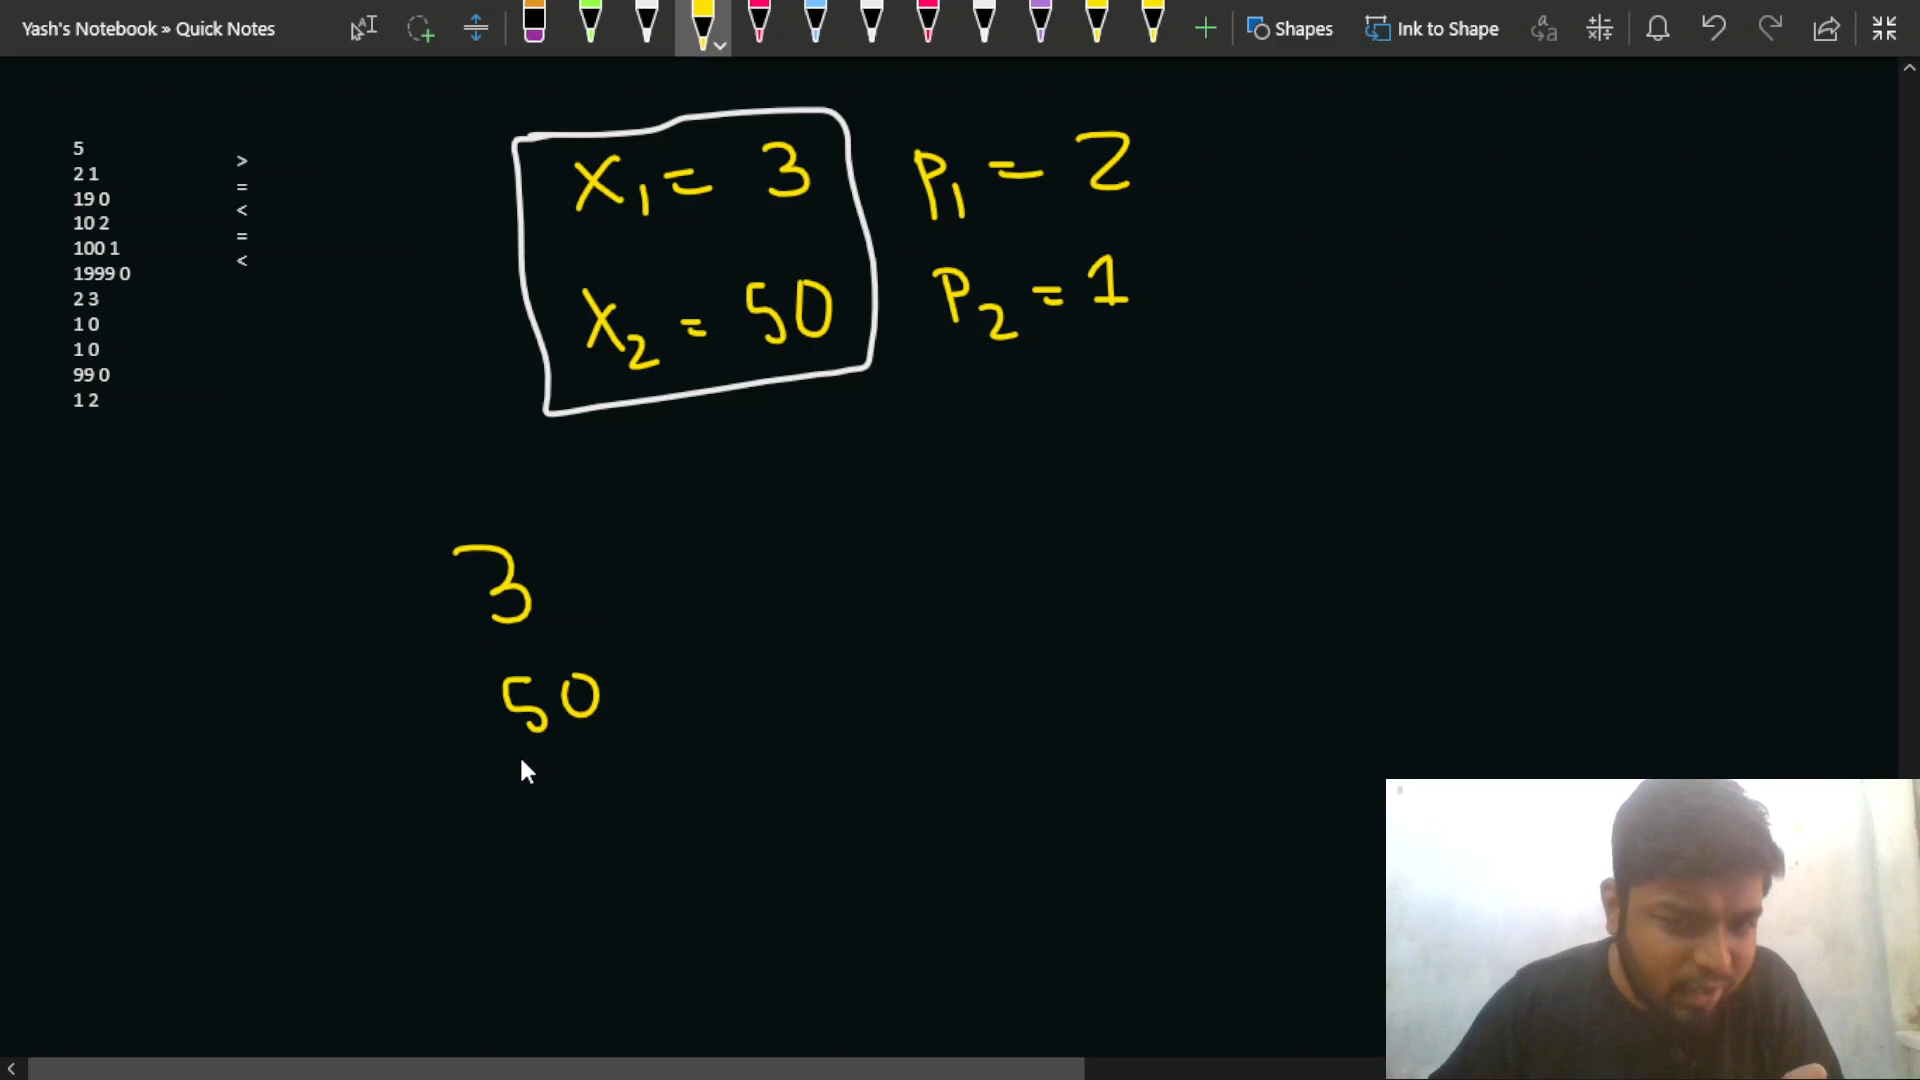 Yash's Notebook » Quick Notes
Shapes
Ink to Shape
5
2 1
19 0
10 2
100 1
1999 0
2 3
1 0
1 0
99 0
1 2
>
=
<
=
<
x1 = 3
p1 = 2
x2 = 50
P2 = 1
3
50